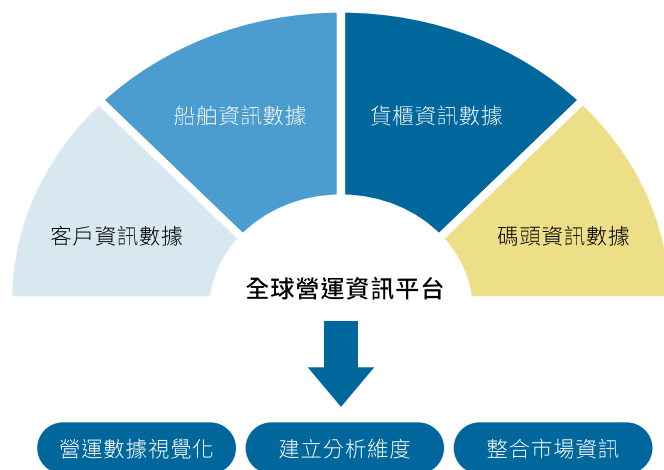 船舶資訊數據
貨櫃資訊數據
客戶資訊數據
碼頭資訊數據
全球營運資訊平台
營運數據視覺化
建立分析維度
整合市場資訊